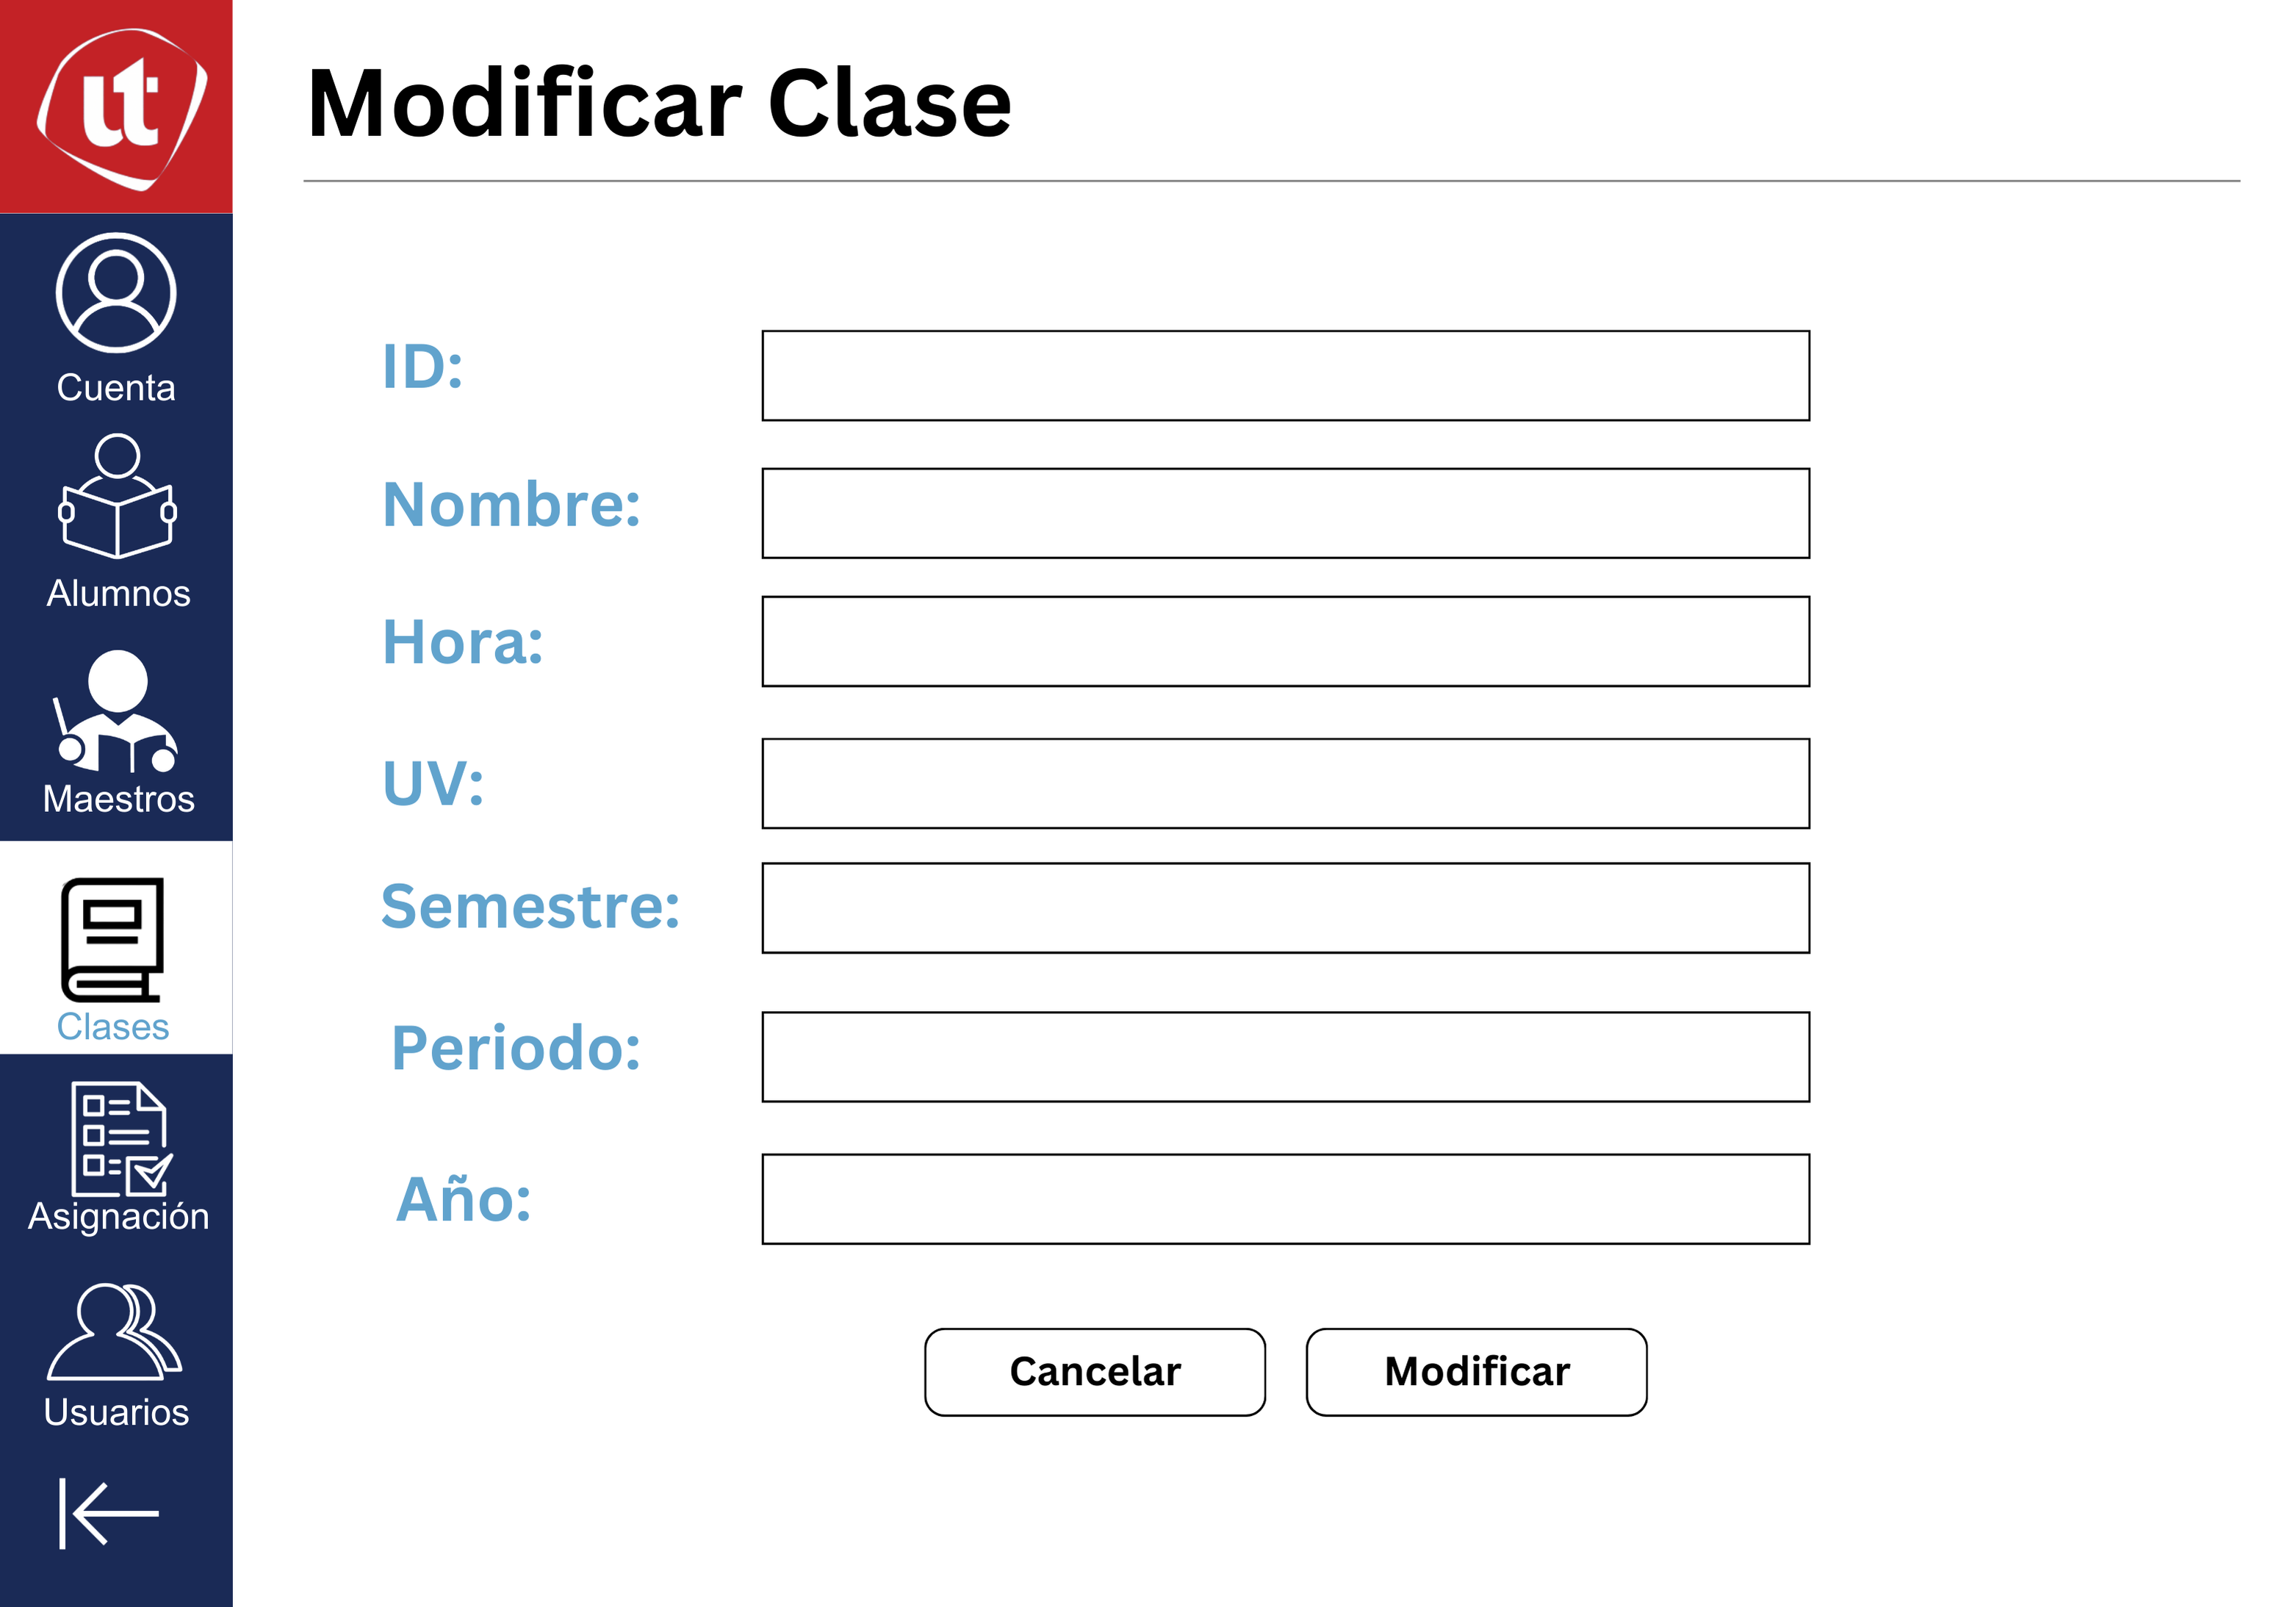 ut
Modificar Clase
Cuenta
Alumnos
Maestros
Clases
Asignación
Usuarios
ID:
Nombre:
Hora:
UV:
Semestre:
Periodo:
Año:
Cancelar
Modificar